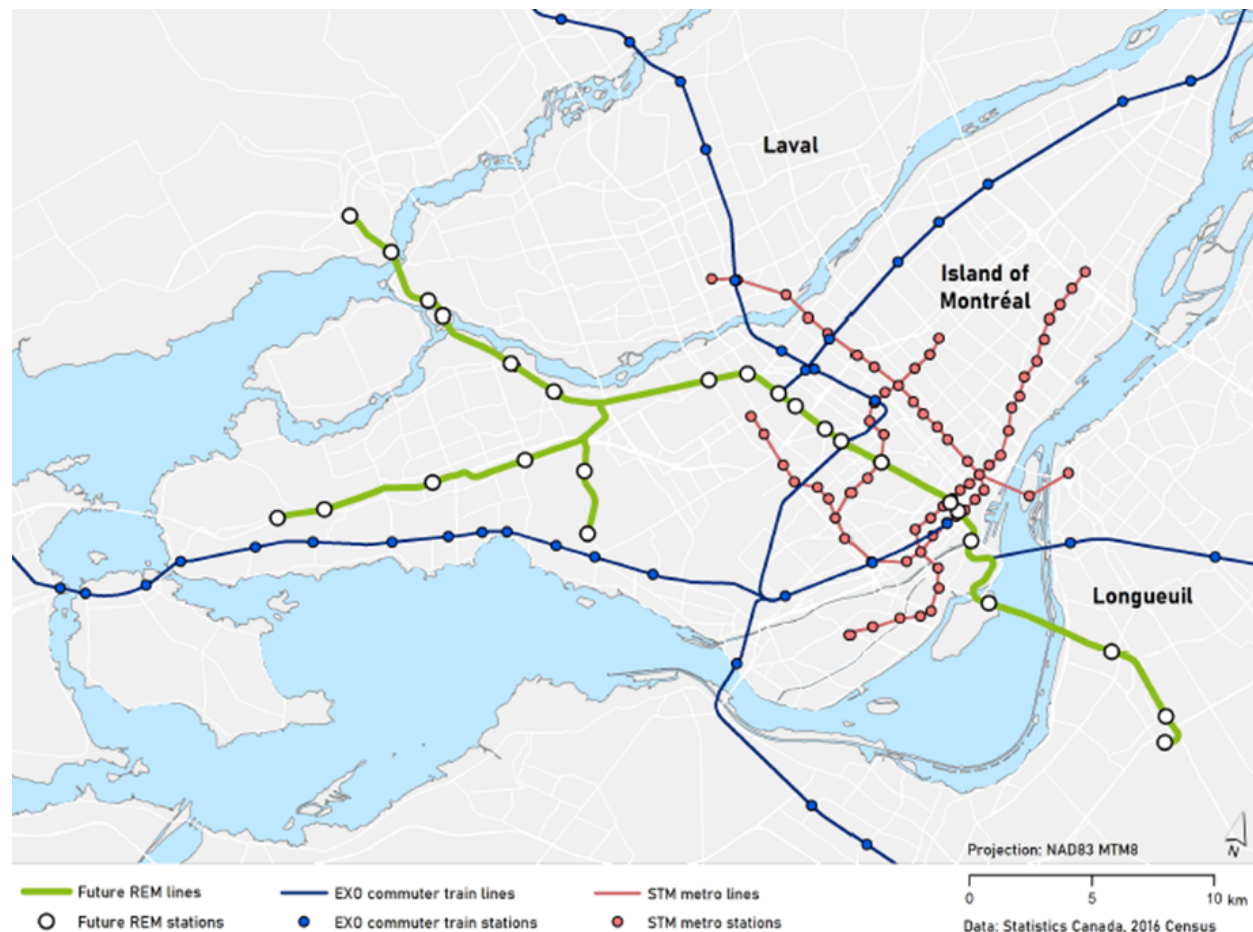 Laval
Island of
Montréal
Longueuil
Projection: NAD83 MTM8
N
Future REM lines
EXO commuter train lines
STM metro lines
Future REM stations
EXO commuter train stations
STM metro stations
0 5 10 km
Data: Statistics Canada, 2016 Census